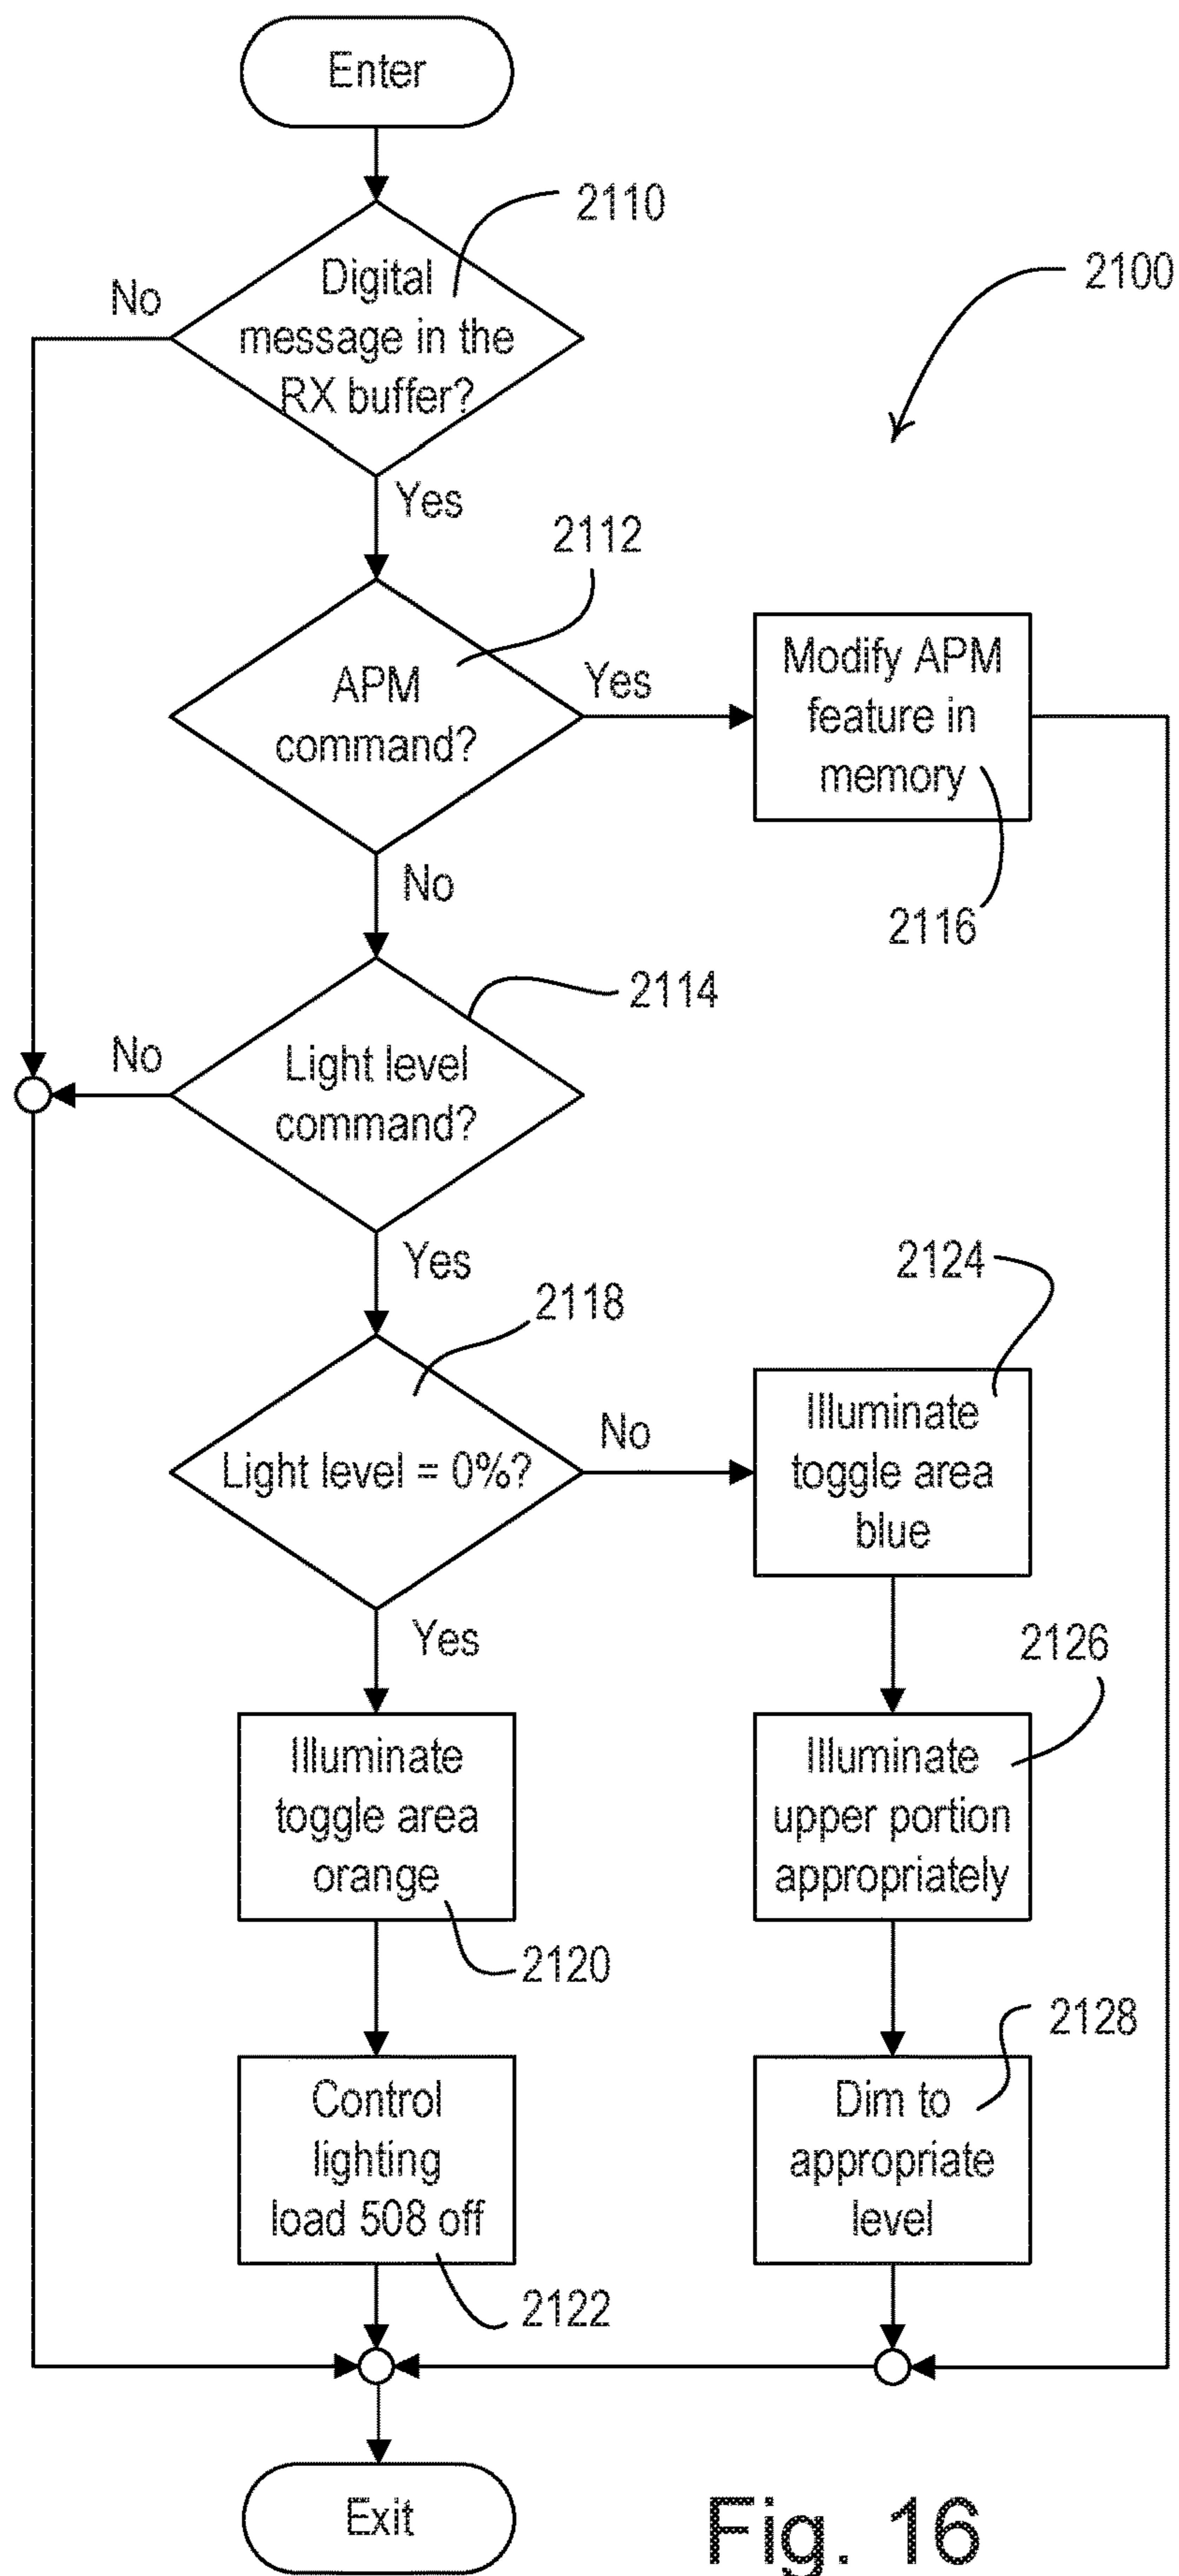 Enter
2110
2100
Digital
message in the
RX buffer?
No
Yes
2112
APM
command?
Yes
Modify APM
feature in
memory
2116
No
2114
Light level
command?
No
Yes
2124
2118
Light level = 0%?
No
Illuminate
toggle area
blue
Yes
2126
Illuminate
toggle area
orange
Illuminate
upper portion
appropriately
2120
2128
Control
lighting
load 508 off
Dim to
appropriate
level
2122
Exit
Fig. 16